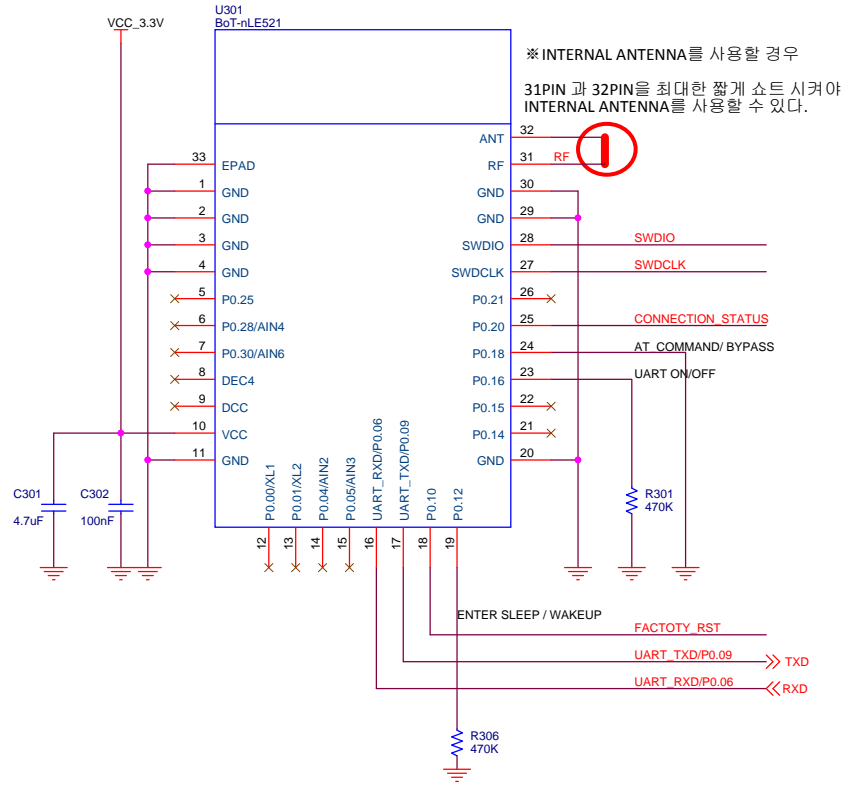 U301
BoT-nLE521
VCC_3.3V
※INTERNAL ANTENNA를 사용할 경우
31PIN 과 32PIN을 최대한 짧게 쇼트 시켜야
INTERNAL ANTENNA를 사용할 수 있다.
ANT 32
33 EPAD
RF 31 RF
1 GND
GND 30
2 GND
GND 29
3 GND
SWDIO 28 SWDIO
4 GND
SWDCLK 27 SWDCLK
5 P0.25
P0.21 26
6 P0.28/AIN4
P0.20 25 CONNECTION_STATUS
7 P0.30/AIN6
P0.18 24 AT_COMMAND/ BYPASS
8 DEC4
P0.16 23 UART ON/OFF
9 DCC
P0.15 22
10 VCC
P0.14 21
11 GND
GND 20
P0.00/XL1 12
P0.01/XL2 13
P0.04/AIN2 14
P0.05/AIN3 15
UART_RXD/P0.06 16
UART_TXD/P0.09 17
P0.10 18
P0.12 19
C301
4.7uF
C302
100nF
R301
470K
ENTER SLEEP / WAKEUP
FACTOTY_RST
UART_TXD/P0.09 TXD
UART_RXD/P0.06 RXD
R306
470K